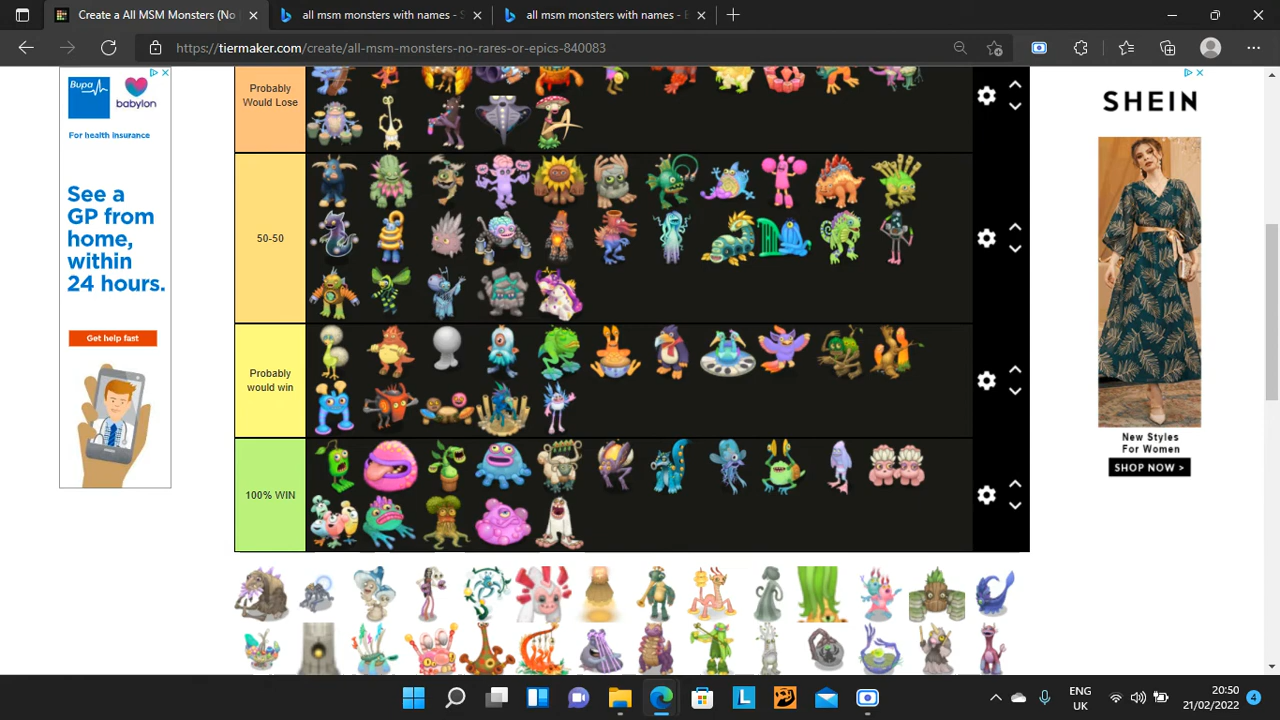 Create a All MSM Monsters (No
all msm monsters with names -
all msm monsters with names -
https://tiermaker.com/create/all-msm-monsters-no-rares-or-epics-840083
Bupa
babylon
For health insurance
See a
GP from
home,
within
24 hours.
Get help fast
Probably
Would Lose
50-50
Probably
would win
100% WIN
SHEIN
New Styles
For Women
SHOP NOW >
ENG
UK
20:50
21/02/2022
4